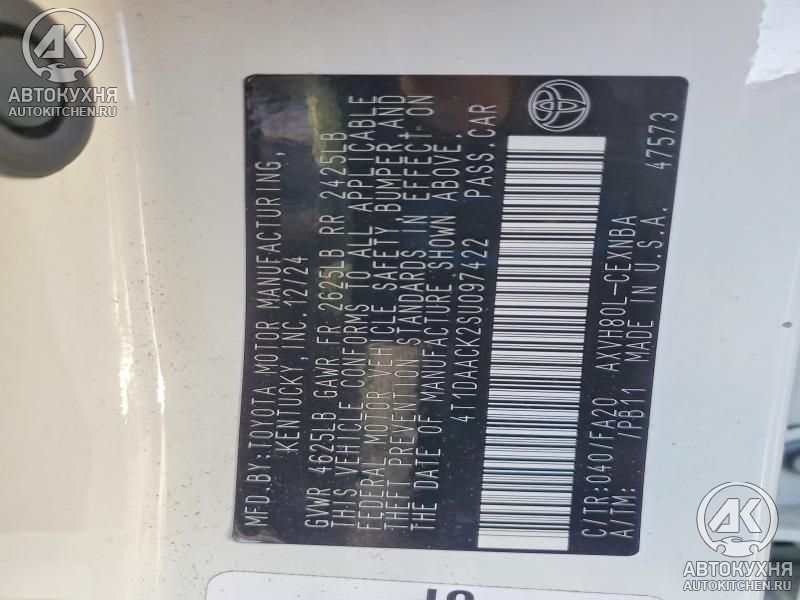 АК
АВТОКУХНЯ
AUTOKITCHEN.RU
MFD.BY:TOYOTA MOTOR MANUFACTURING,
KENTUCKY, INC.12/24
GVWR 4625LB GAWR FR 2625LB RR 2425LB
THIS VEHICLE CONFORMS TO ALL APPLICABLE
FEDERAL MOTOR VEHICLE SAFETY, BUMPER, AND
THEFT PREVENTION STANDARDS IN EFFECT ON
THE DATE OF MANUFACTURE SHOWN ABOVE.
4T1DAACK2SU097422 PASS.CAR
C/TR:040/FA20 AXVH80L-CEXNBA
A/TM: /PB11 MADE IN U.S.A. 47573
АК
АВТОКУХНЯ
AUTOKITCHEN.RU